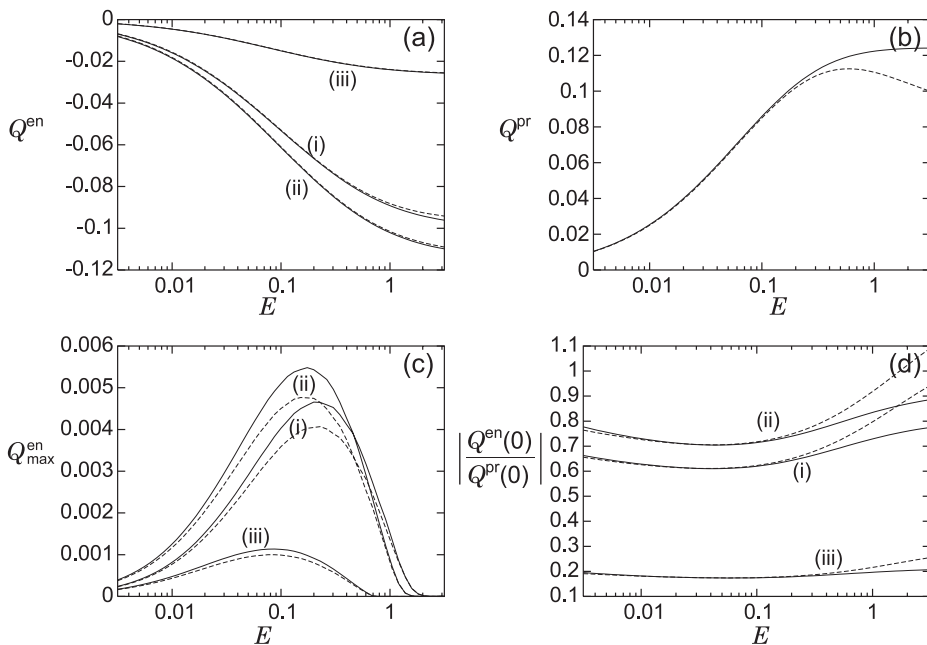 0
-0.02
-0.04
-0.06
-0.08
-0.1
-0.12
Q^en
(a)
(iii)
(i)
(ii)
0.01 0.1 1
E
0.14
0.12
0.1
0.08
0.06
0.04
0.02
0
Q^pr
(b)
0.01 0.1 1
E
0.006
0.005
0.004
0.003
0.002
0.001
0
Q^en_max
(c)
(ii)
(i)
(iii)
0.01 0.1 1
E
1.1
1
0.9
0.8
0.7
0.6
0.5
0.4
0.3
0.2
0.1
|Q^en(0)
Q^pr(0)|
(d)
(ii)
(i)
(iii)
0.01 0.1 1
E